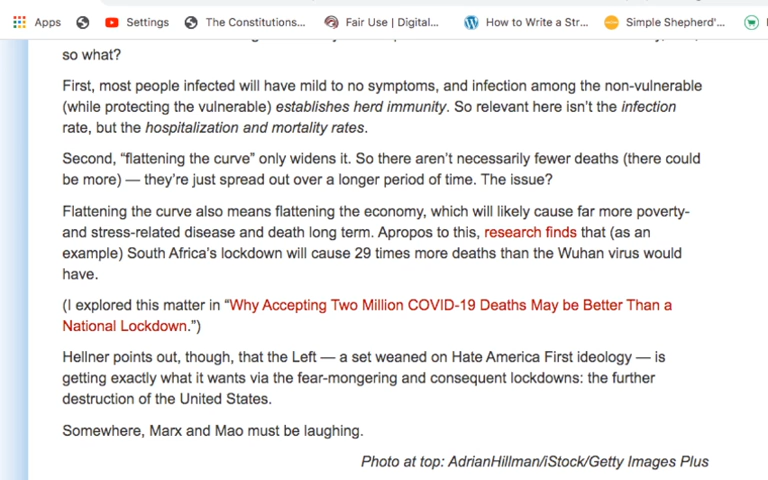 Apps
Settings
The Constitutions...
Fair Use | Digital...
How to Write a Str...
Simple Shepherd'...
so what?
First, most people infected will have mild to no symptoms, and infection among the non-vulnerable
(while protecting the vulnerable) establishes herd immunity. So relevant here isn’t the infection
rate, but the hospitalization and mortality rates.
Second, “flattening the curve” only widens it. So there aren’t necessarily fewer deaths (there could
be more) — they’re just spread out over a longer period of time. The issue?
Flattening the curve also means flattening the economy, which will likely cause far more poverty-
and stress-related disease and death long term. Apropos to this, research finds that (as an
example) South Africa’s lockdown will cause 29 times more deaths than the Wuhan virus would
have.
(I explored this matter in “Why Accepting Two Million COVID-19 Deaths May be Better Than a
National Lockdown.”)
Hellner points out, though, that the Left — a set weaned on Hate America First ideology — is
getting exactly what it wants via the fear-mongering and consequent lockdowns: the further
destruction of the United States.
Somewhere, Marx and Mao must be laughing.
Photo at top: AdrianHillman/iStock/Getty Images Plus